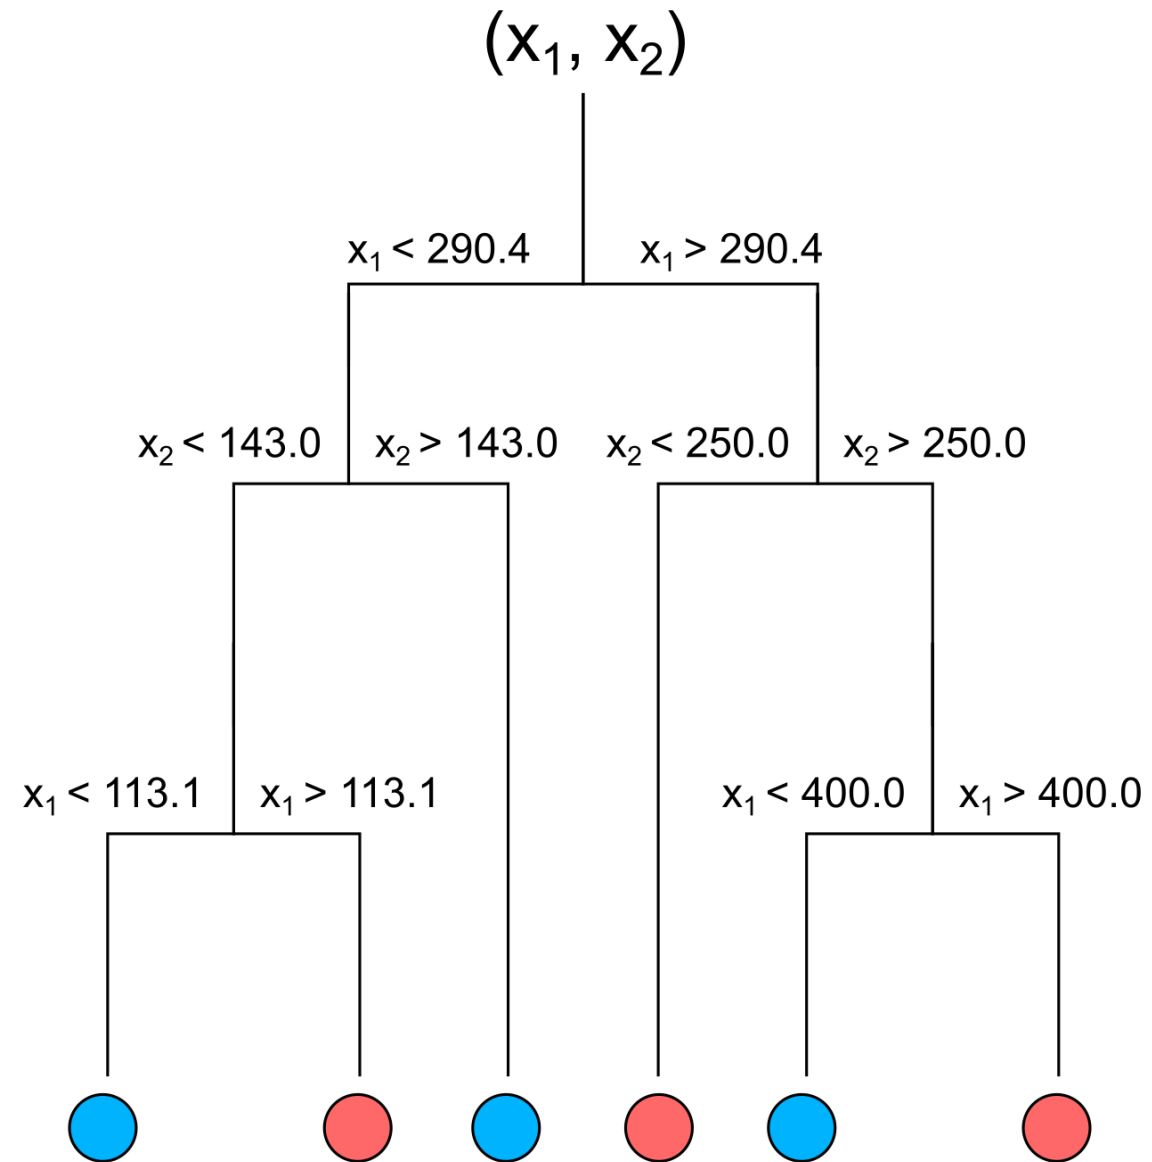 (x₁, x₂)
x₁ < 290.4 x₁ > 290.4
x₂ < 143.0 x₂ > 143.0 x₂ < 250.0 x₂ > 250.0
x₁ < 113.1 x₁ > 113.1 x₁ < 400.0 x₁ > 400.0